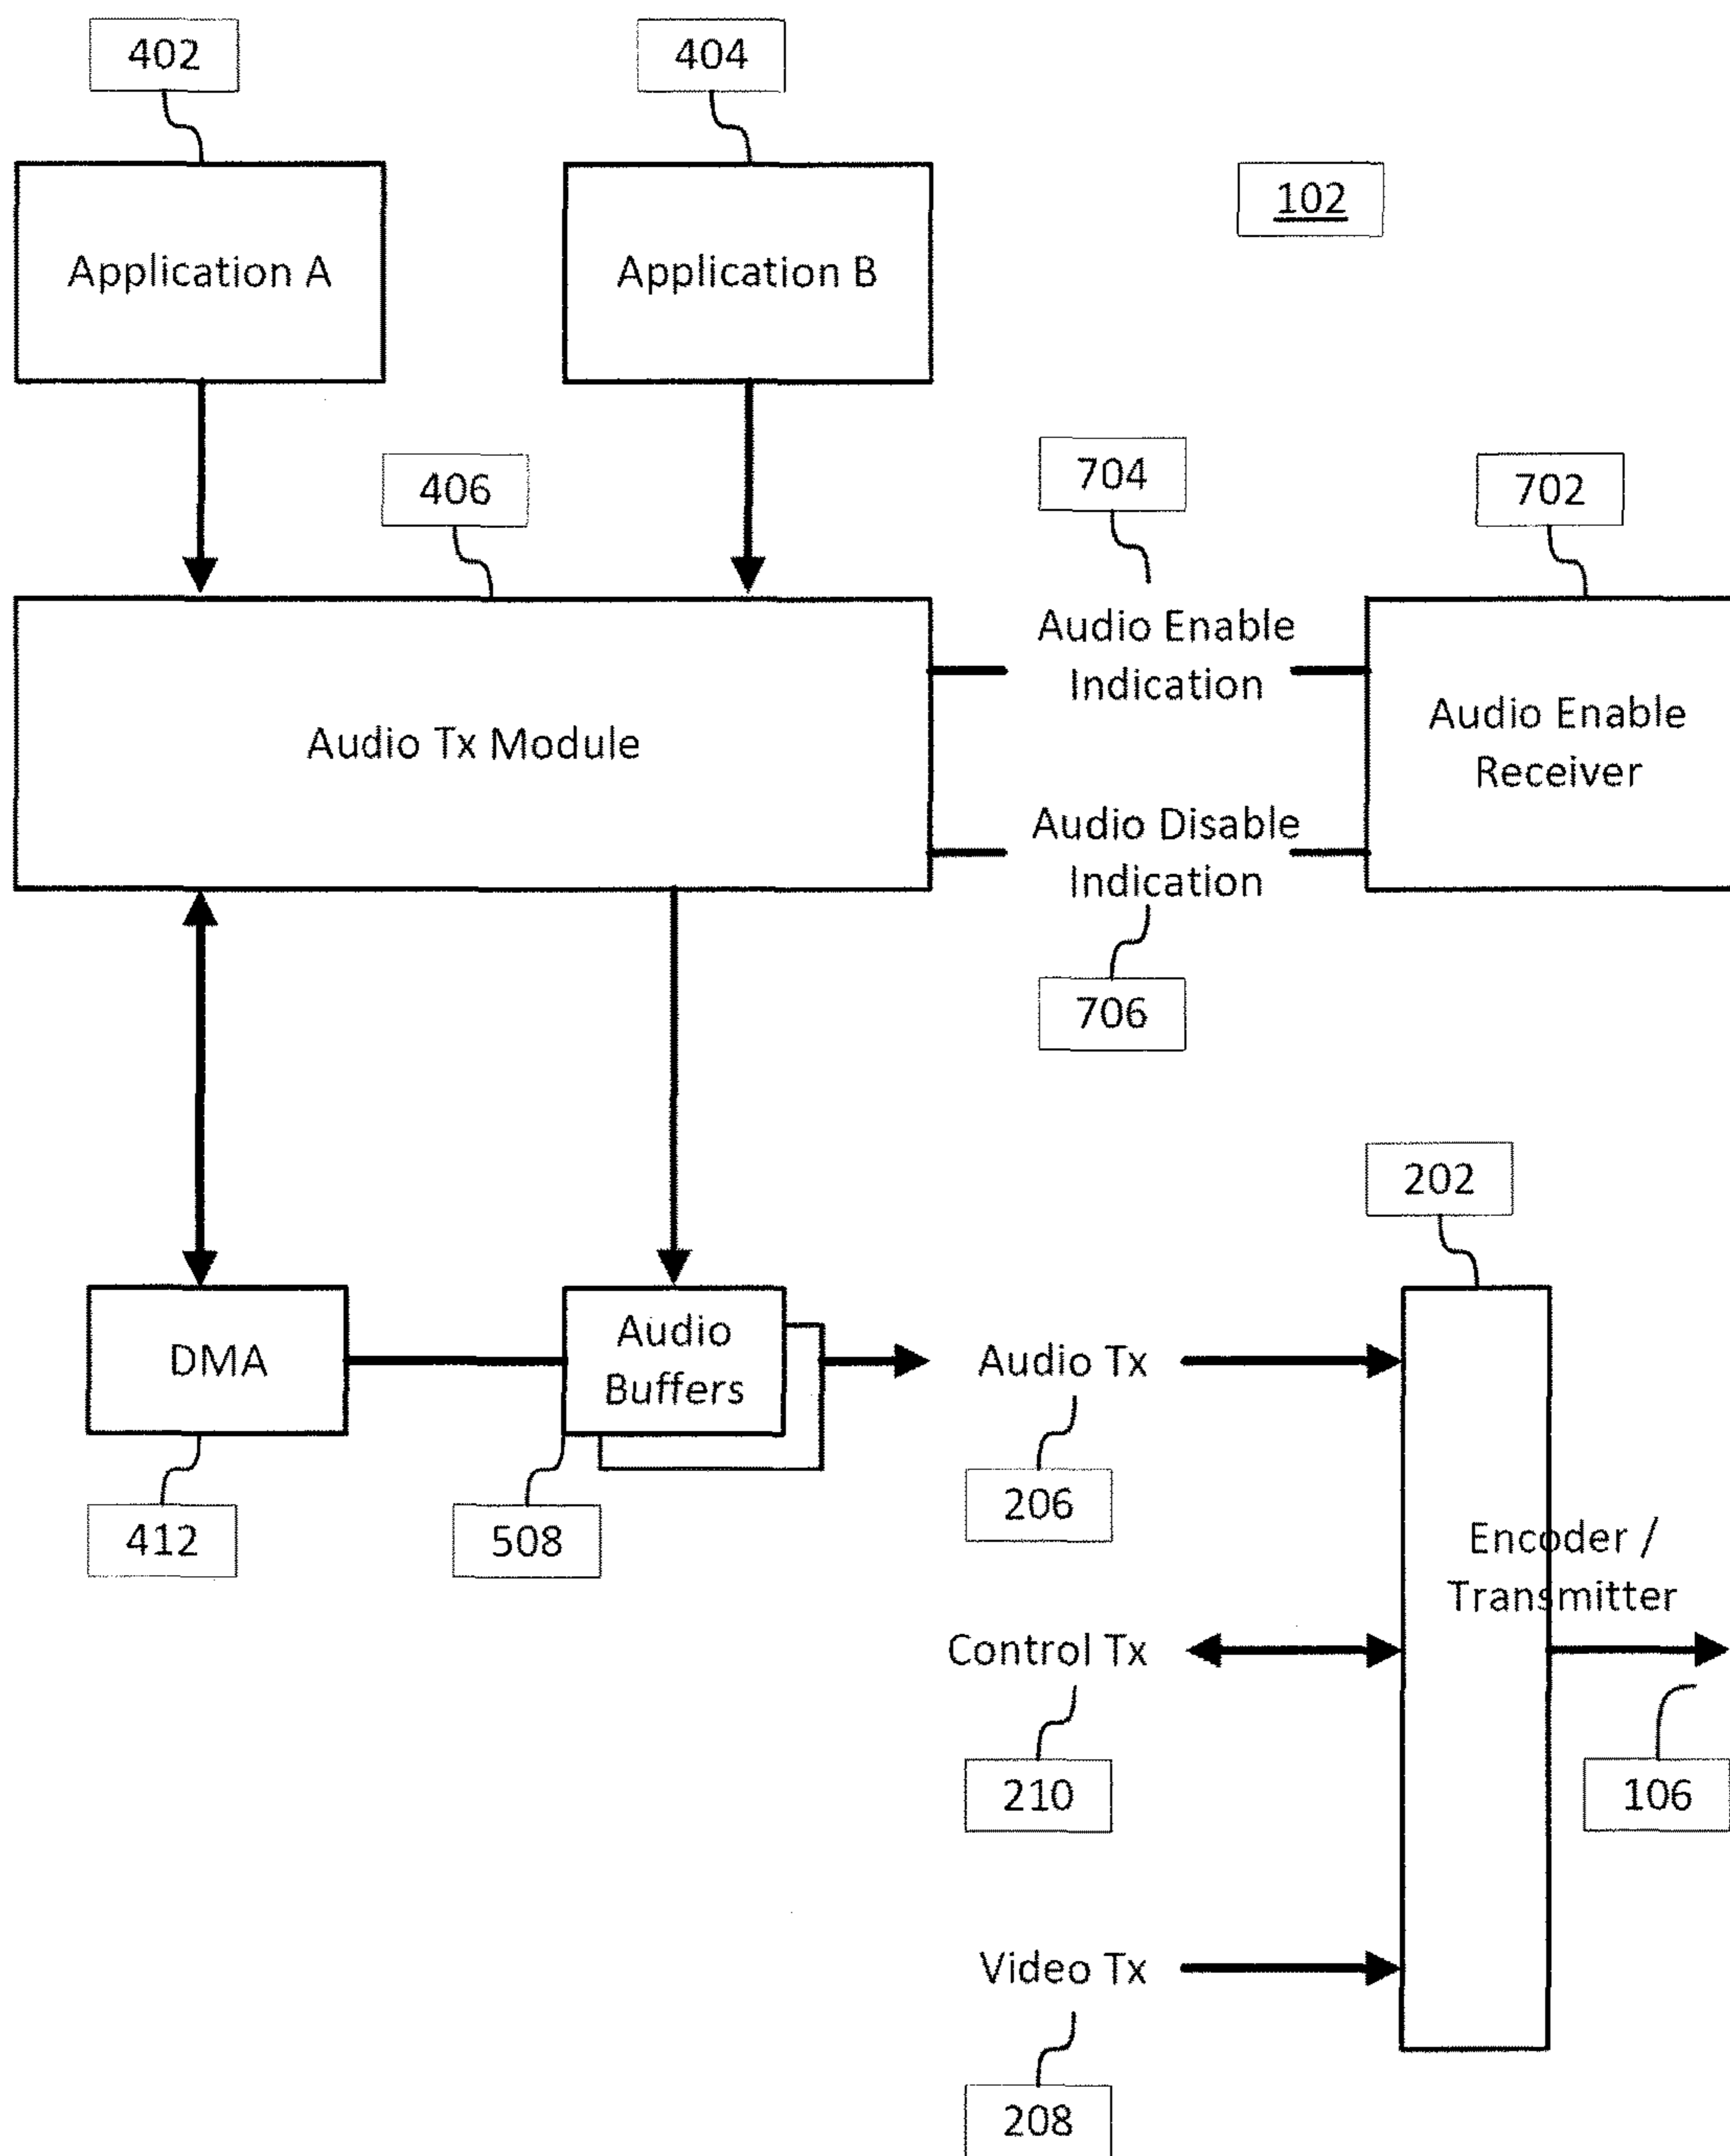 402
404
102
Application A
Application B
406
704
702
Audio Enable
Indication
Audio Tx Module
Audio Enable
Receiver
Audio Disable
Indication
706
202
DMA
Audio
Buffers
Audio Tx
412
508
206
Encoder /
Transmitter
Control Tx
210
106
Video Tx
208